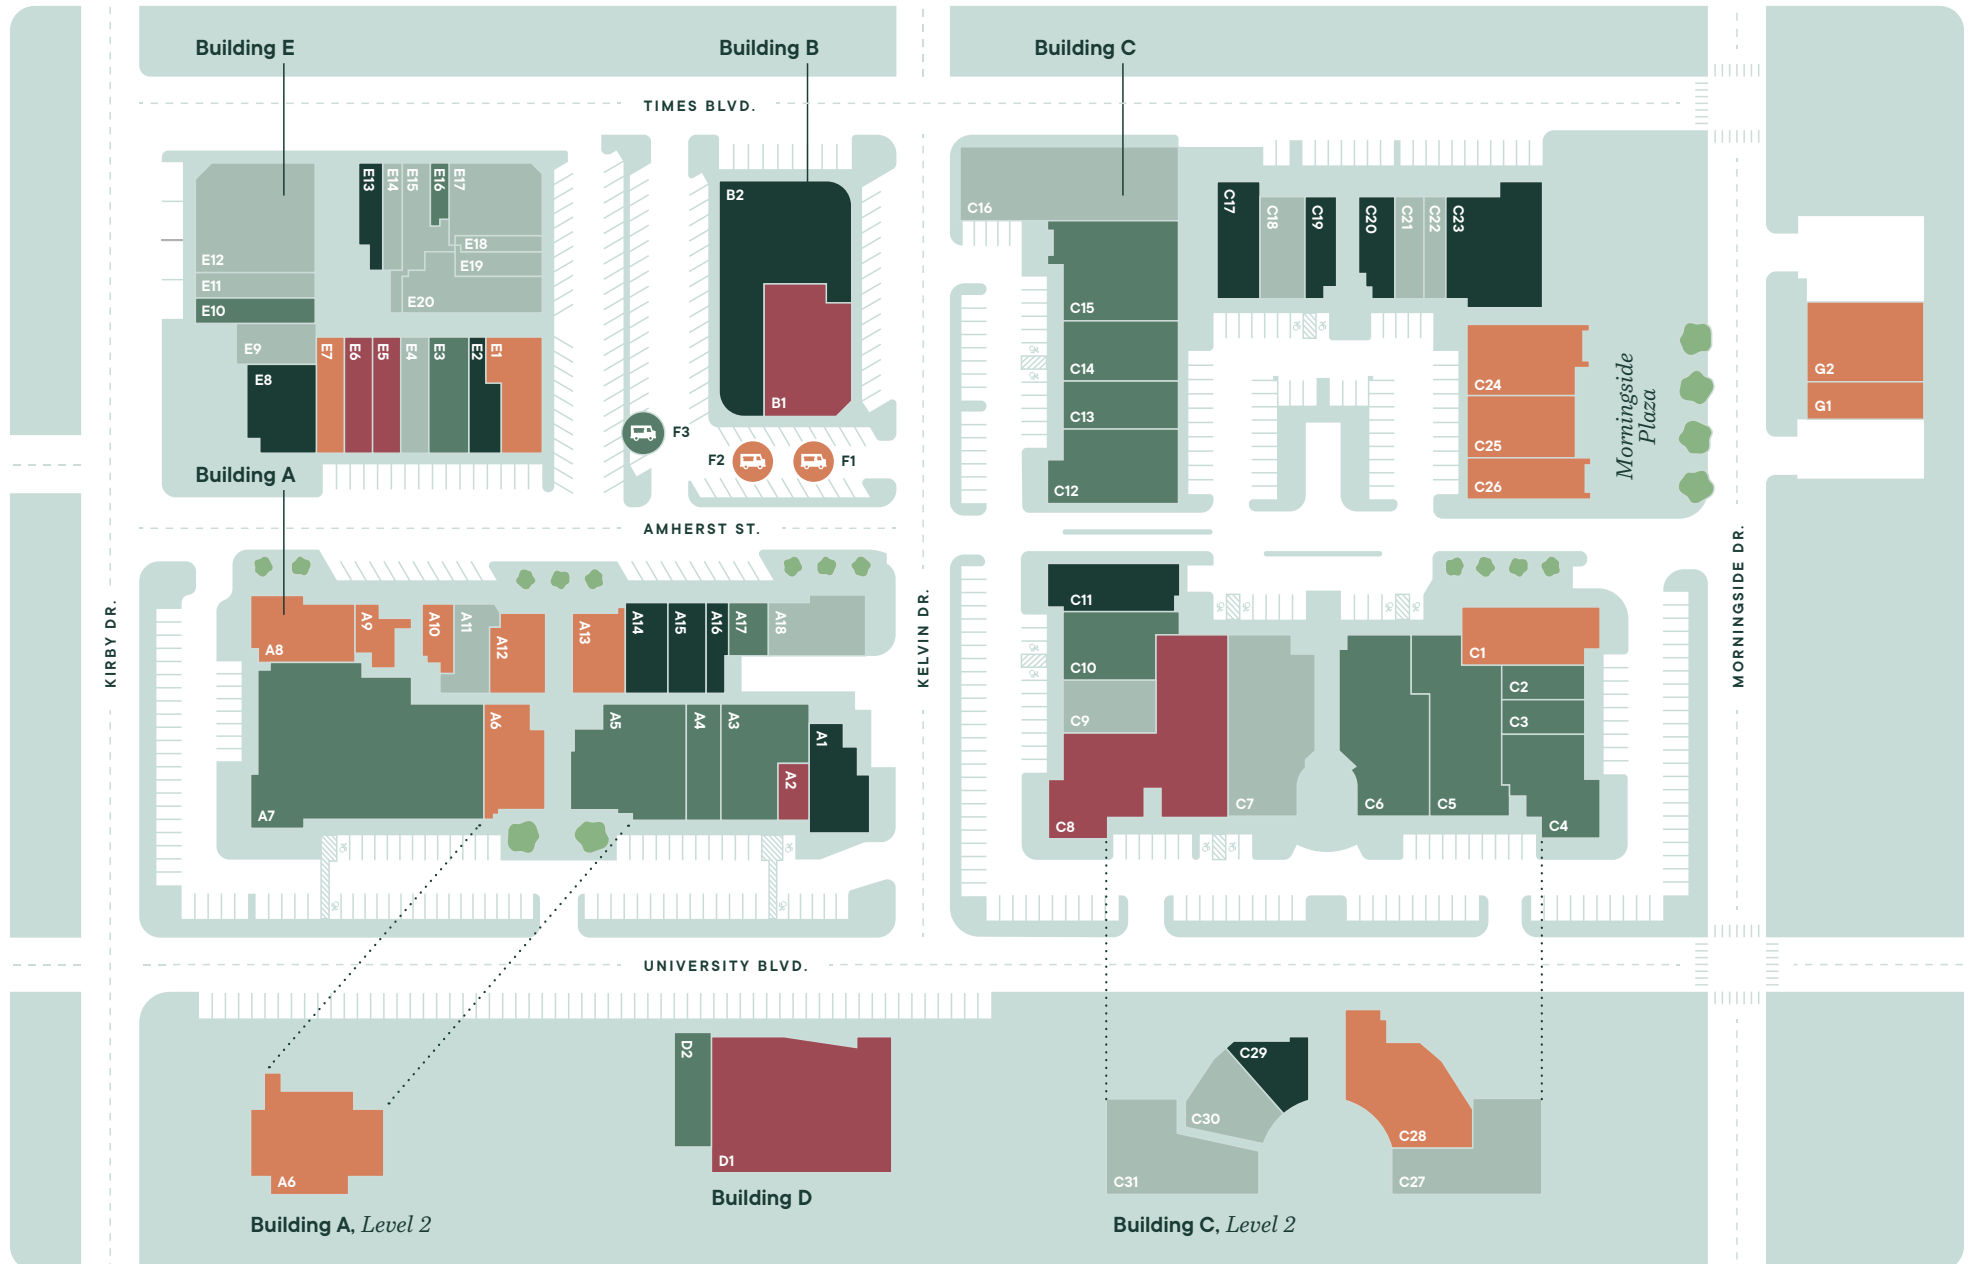 Building E
Building B
Building C
TIMES BLVD.
E13
E14
E15
E16
E17
E18
E19
E20
E12
E11
E10
E9
E8
E7
E6
E5
E4
E3
E2
E1
B2
B1
F3
F2
F1
C16
C15
C14
C13
C12
C17
C18
C19
C20
C21
C22
C23
C24
C25
C26
Morningside
Plaza
G2
G1
Building A
AMHERST ST.
KIRBY DR.
KELVIN DR.
MORNINGSIDE DR.
A8
A9
A10
A11
A12
A13
A14
A15
A16
A17
A18
A7
A6
A5
A4
A3
A2
A1
C11
C10
C9
C8
C7
C6
C5
C4
C3
C2
C1
UNIVERSITY BLVD.
A6
Building A, Level 2
D2
D1
Building D
C29
C30
C31
C28
C27
Building C, Level 2